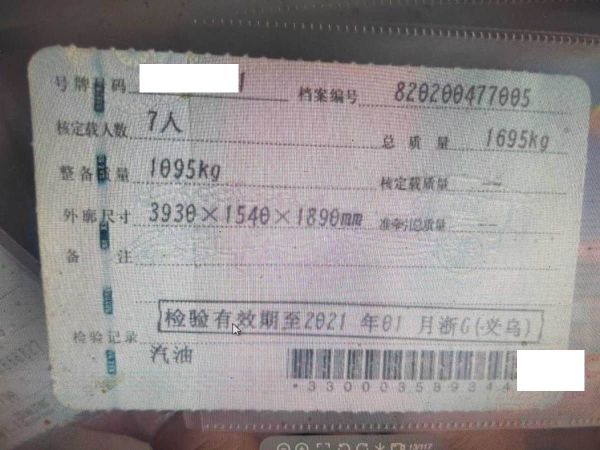 号牌号码 1 档案编号 820200477005
核定载人数 7人 总质量 1695kg
整备质量 1095kg 核定载质量 --
外廓尺寸 3930×1540×1890mm 准牵引总质量 --
备注
检验有效期至2021年01月浙G(义乌)
检验记录
汽油
*330003589844